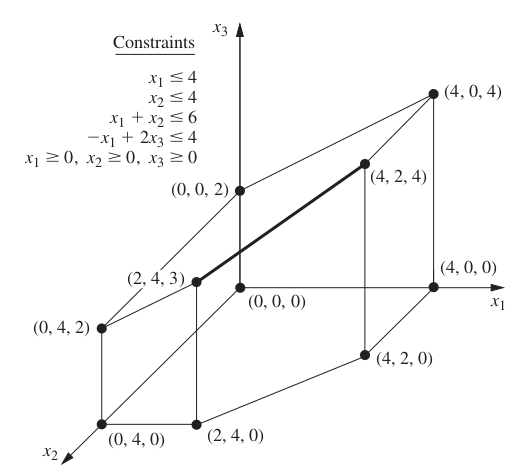 x₃
Constraints
x₁ ≤ 4
x₂ ≤ 4
x₁ + x₂ ≤ 6
−x₁ + 2x₃ ≤ 4
x₁ ≥ 0, x₂ ≥ 0, x₃ ≥ 0
(4, 0, 4)
(4, 2, 4)
(0, 0, 2)
(2, 4, 3)
(4, 0, 0)
(0, 0, 0)
x₁
(0, 4, 2)
(4, 2, 0)
(0, 4, 0)
(2, 4, 0)
x₂